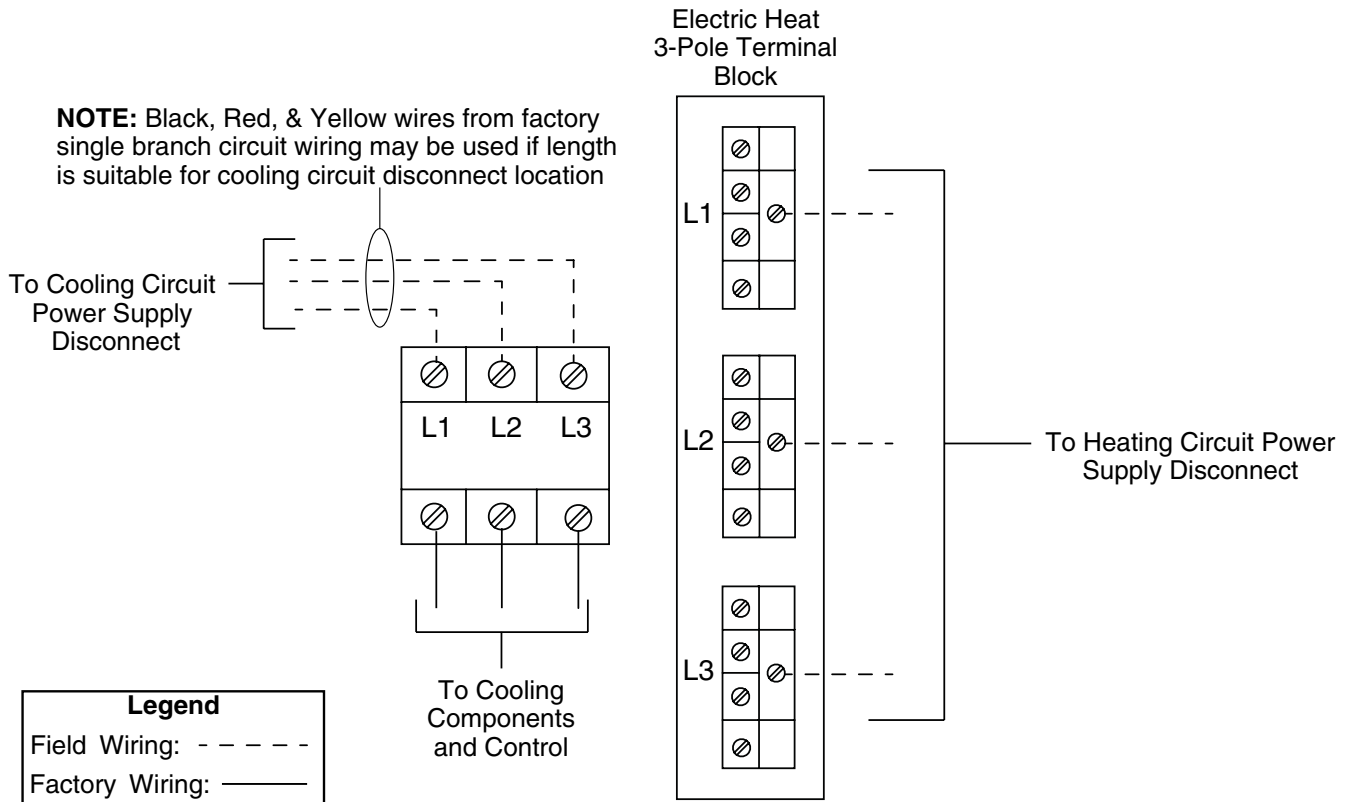 Electric Heat
3-Pole Terminal
Block
NOTE: Black, Red, & Yellow wires from factory
single branch circuit wiring may be used if length
is suitable for cooling circuit disconnect location
To Cooling Circuit
Power Supply
Disconnect
L1 L2 L3
To Cooling
Components
and Control
L1
L2
L3
To Heating Circuit Power
Supply Disconnect
Legend
Field Wiring:
Factory Wiring: